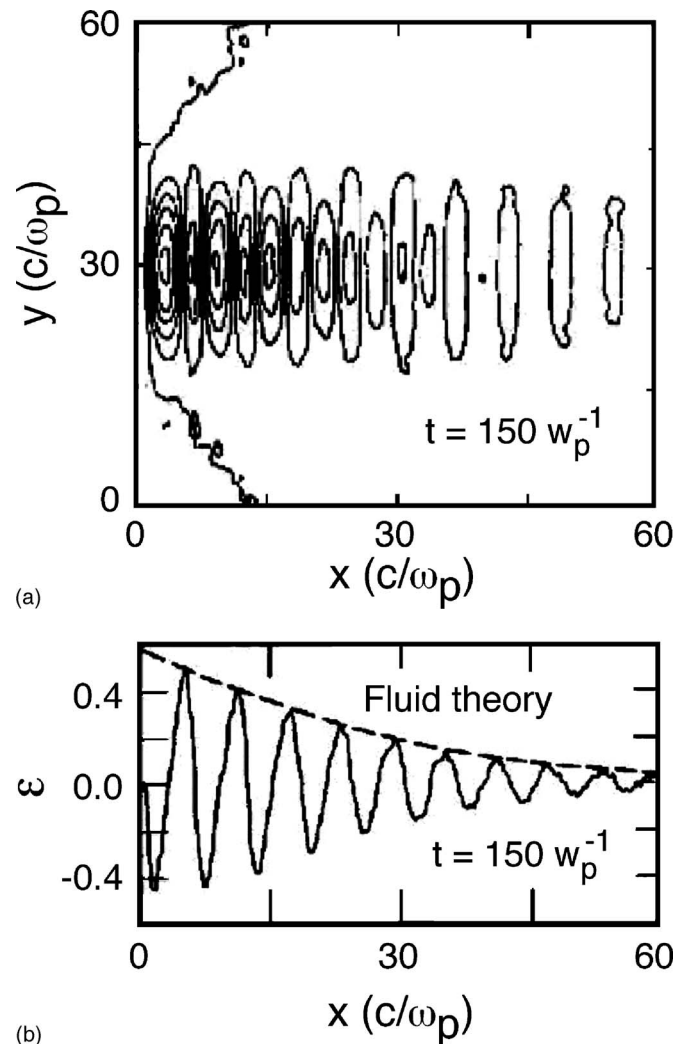 60
30
0
y (c/ωp)
t = 150 wp⁻¹
0 30 60
x (c/ωp)
(a)
0.4
0.0
-0.4
ε
Fluid theory
t = 150 wp⁻¹
0 30 60
x (c/ωp)
(b)